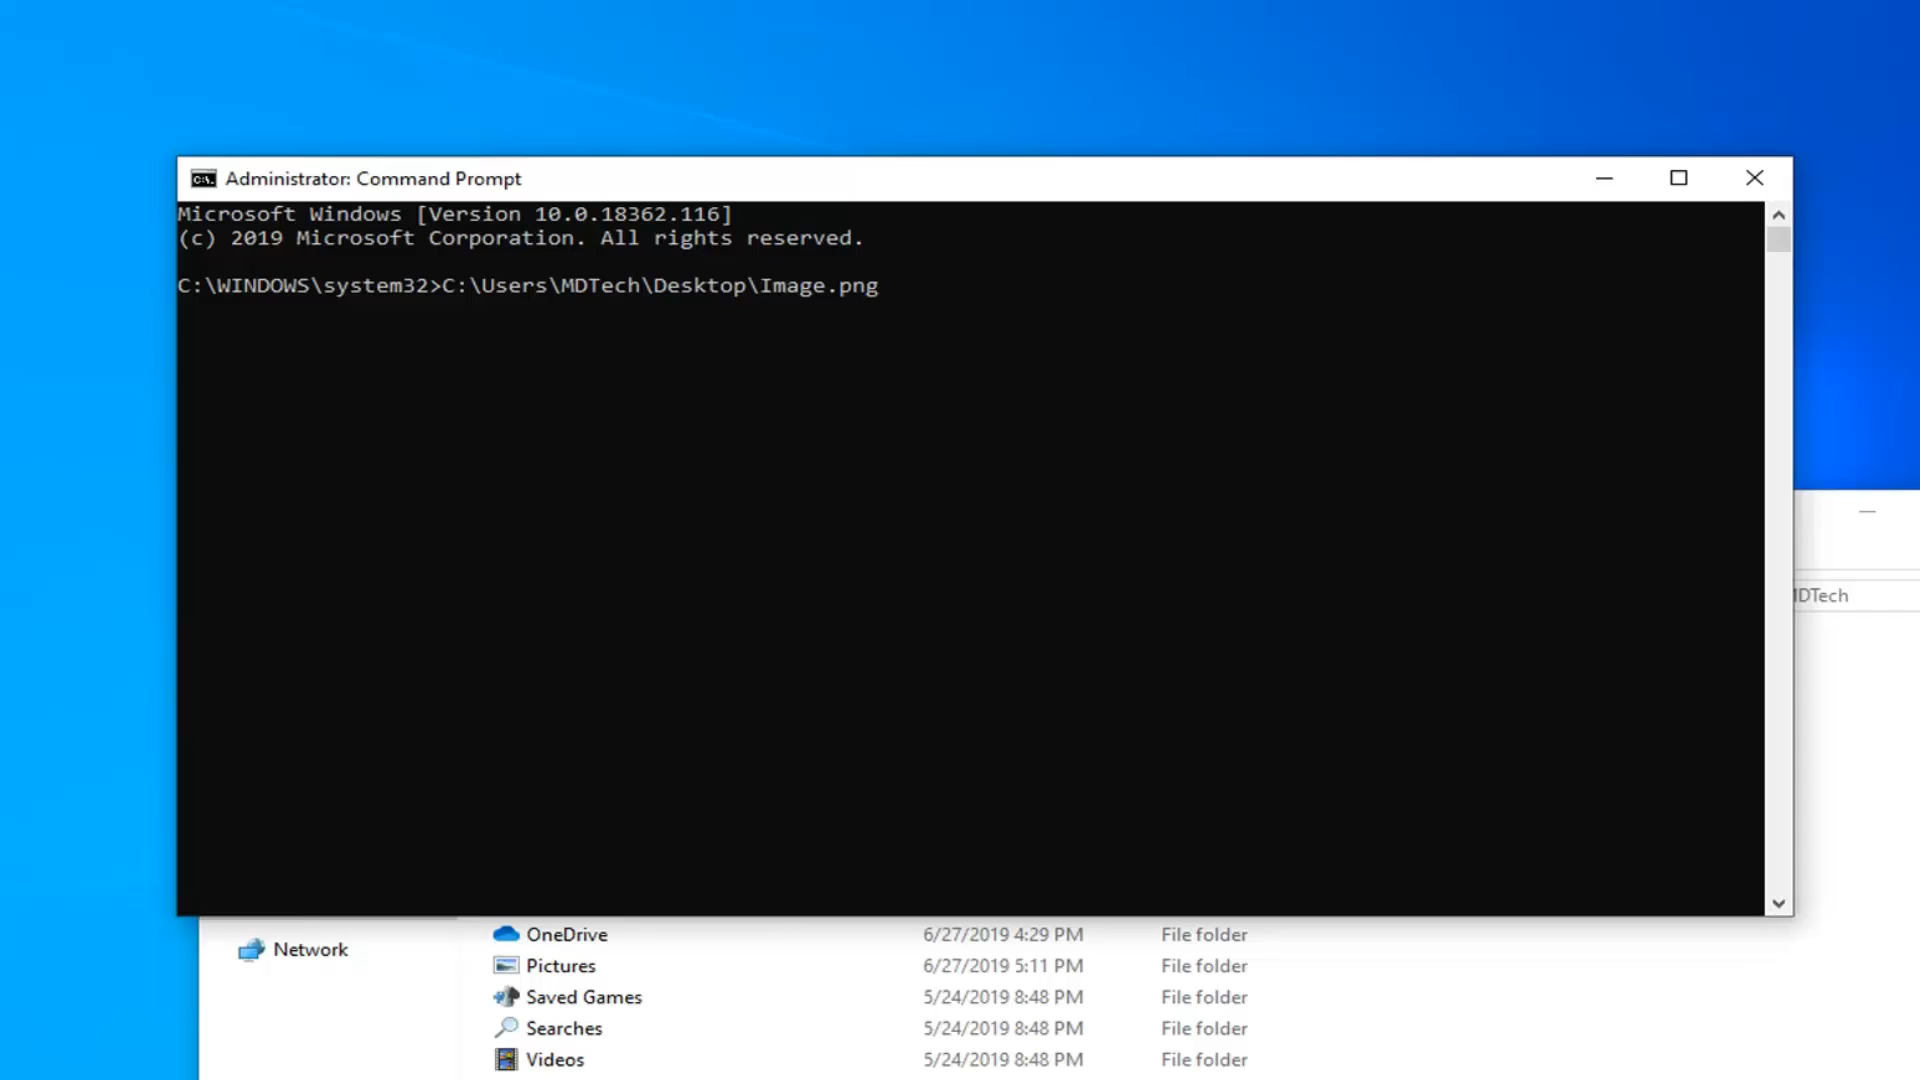 Administrator: Command Prompt
Microsoft Windows [Version 10.0.18362.116]
(c) 2019 Microsoft Corporation. All rights reserved.
C:\WINDOWS\system32>C:\Users\MDTech\Desktop\Image.png
MDTech
Network
OneDrive 6/27/2019 4:29 PM File folder
Pictures 6/27/2019 5:11 PM File folder
Saved Games 5/24/2019 8:48 PM File folder
Searches 5/24/2019 8:48 PM File folder
Videos 5/24/2019 8:48 PM File folder